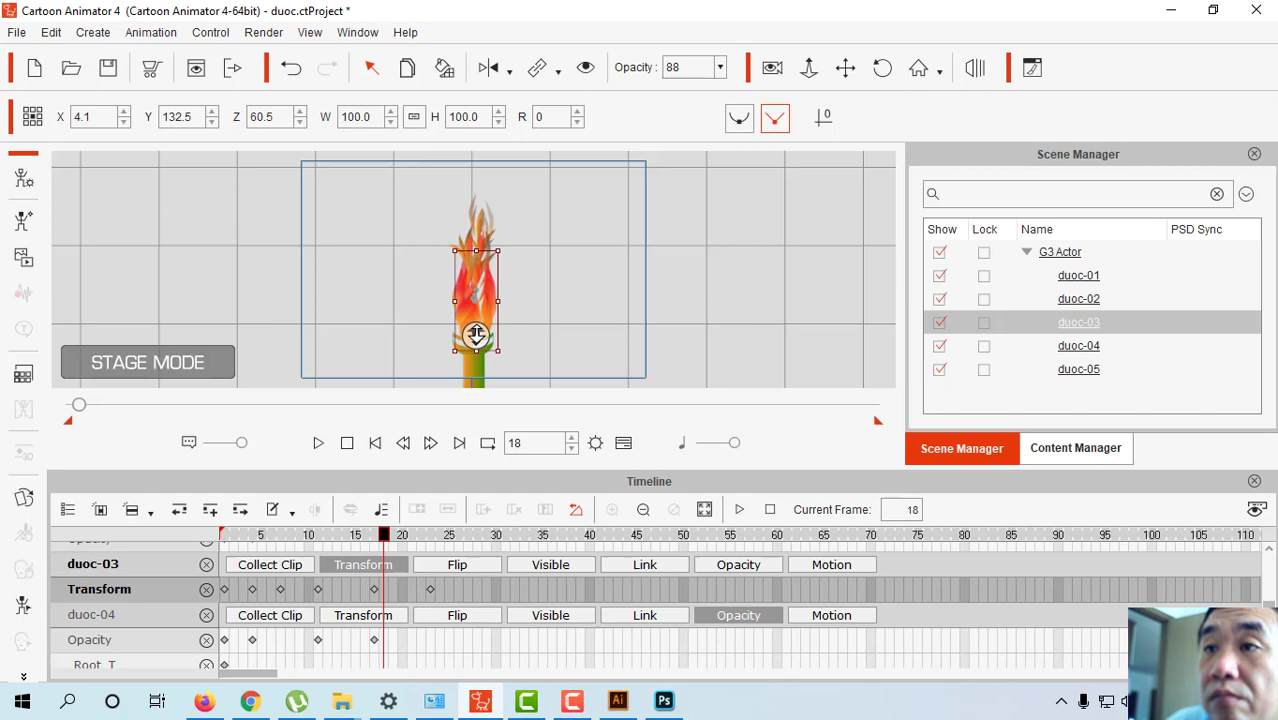 Cartoon Animator 4 (Cartoon Animator 4-64bit) - duoc.ctProject *
File Edit Create Animation Control Render View Window Help
Opacity : 88
X 4.1 Y 132.5 Z 60.5 W 100.0 H 100.0 R 0
Scene Manager
Show Lock Name PSD Sync
G3 Actor
duoc-01
duoc-02
duoc-03
duoc-04
duoc-05
STAGE MODE
18
Scene Manager Content Manager
Timeline
Current Frame: 18
5 10 15 20 25 30 35 40 45 50 55 60 65 70 75 80 85 90 95 100 105 110
Opacity
duoc-03 Collect Clip Transform Flip Visible Link Opacity Motion
Transform
duoc-04 Collect Clip Transform Flip Visible Link Opacity Motion
Opacity
Root_T